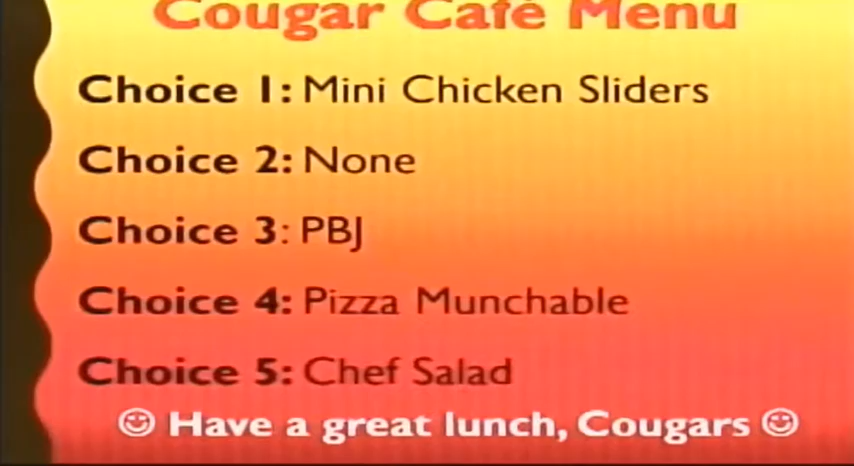 Cougar Café Menu
Choice 1: Mini Chicken Sliders
Choice 2: None
Choice 3: PBJ
Choice 4: Pizza Munchable
Choice 5: Chef Salad
☺ Have a great lunch, Cougars ☺